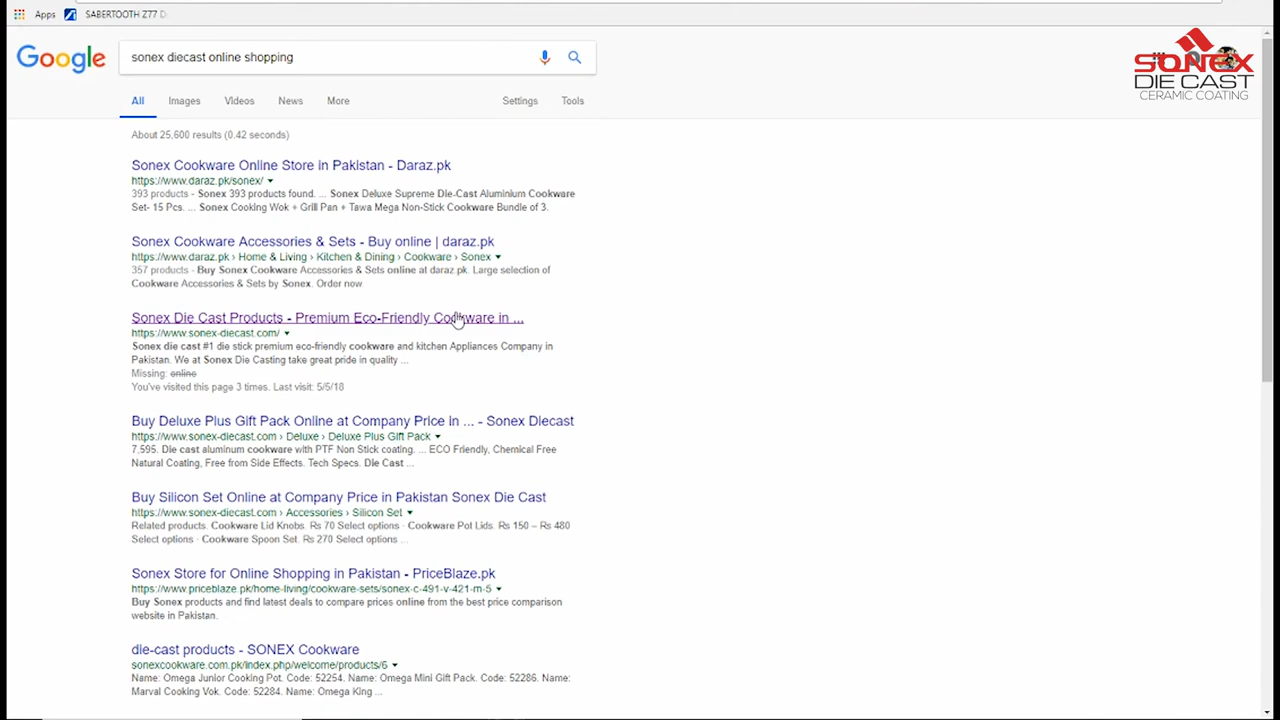 Apps SABERTOOTH Z77 D
Google sonex diecast online shopping
SONEX
DIE CAST
CERAMIC COATING
All Images Videos News More Settings Tools
About 25,600 results (0.42 seconds)
Sonex Cookware Online Store in Pakistan - Daraz.pk
https://www.daraz.pk/sonex/
393 products - Sonex 393 products found. ... Sonex Deluxe Supreme Die-Cast Aluminium Cookware
Set- 15 Pcs. ... Sonex Cooking Wok + Grill Pan + Tawa Mega Non-Stick Cookware Bundle of 3.
Sonex Cookware Accessories & Sets - Buy online | daraz.pk
https://www.daraz.pk › Home & Living › Kitchen & Dining › Cookware › Sonex
357 products - Buy Sonex Cookware Accessories & Sets online at daraz.pk. Large selection of
Cookware Accessories & Sets by Sonex. Order now.
Sonex Die Cast Products - Premium Eco-Friendly Cookware in ...
https://www.sonex-diecast.com/
Sonex die cast #1 die stick premium eco-friendly cookware and kitchen Appliances Company in
Pakistan. We at Sonex Die Casting take great pride in quality ...
Missing: online
You've visited this page 3 times. Last visit: 5/5/18
Buy Deluxe Plus Gift Pack Online at Company Price in ... - Sonex Diecast
https://www.sonex-diecast.com › Deluxe › Deluxe Plus Gift Pack
7,595. Die cast aluminum cookware with PTF Non Stick coating. ... ECO Friendly, Chemical Free
Natural Coating, Free from Side Effects. Tech Specs. Die Cast ...
Buy Silicon Set Online at Company Price in Pakistan Sonex Die Cast
https://www.sonex-diecast.com › Accessories › Silicon Set
Related products. Cookware Lid Knobs. Rs 70 Select options · Cookware Pot Lids. Rs 150 – Rs 480
Select options · Cookware Spoon Set. Rs 270 Select options ...
Sonex Store for Online Shopping in Pakistan - PriceBlaze.pk
https://www.priceblaze.pk/home-living/cookware-sets/sonex-c-491-v-421-m-5
Buy Sonex products and find latest deals to compare prices online from the best price comparison
website in Pakistan.
die-cast products - SONEX Cookware
sonexcookware.com.pk/index.php/welcome/products/6
Name: Omega Junior Cooking Pot. Code: 52254. Name: Omega Mini Gift Pack. Code: 52286. Name:
Marval Cooking Vok. Code: 52284. Name: Omega King ...